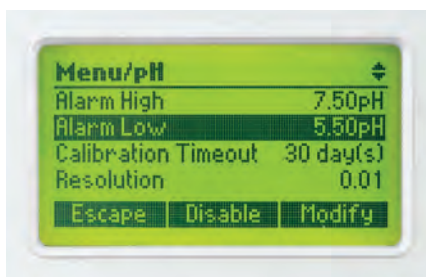 Menu/pH
Alarm High 7.50pH
Alarm Low 5.50pH
Calibration Timeout 30 day(s)
Resolution 0.01
Escape Disable Modify